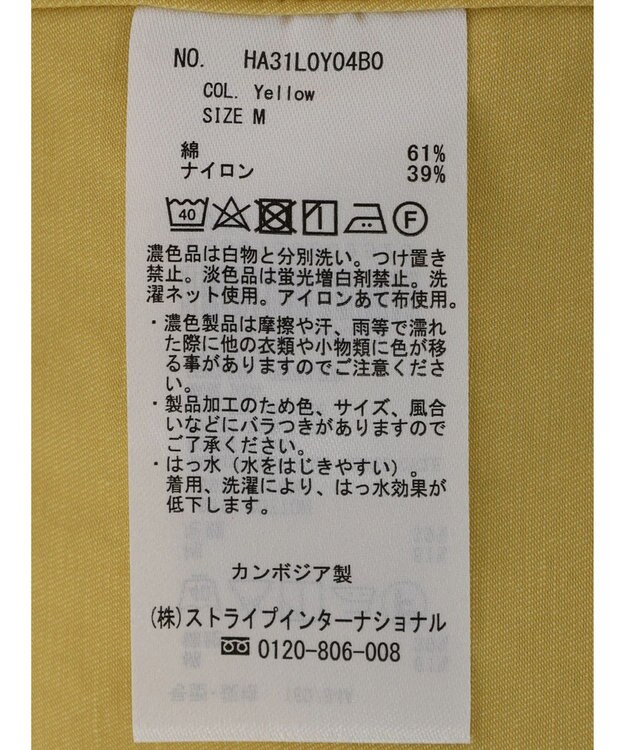 NO. HA31L0Y04B0
COL. Yellow
SIZE M
綿 61%
ナイロン 39%
40 F
濃色品は白物と分別洗い。つけ置き
禁止。淡色品は蛍光増白剤禁止。洗
濯ネット使用。アイロンあて布使用。
・濃色製品は摩擦や汗、雨等で濡れ
た際に他の衣類や小物類に色が移
る事がありますのでご注意くださ
い。
・製品加工のため色、サイズ、風合
いなどにバラつきがありますので
ご了承ください。
・はっ水（水をはじきやすい）。
着用、洗濯により、はっ水効果が
低下します。
カンボジア製
(株)ストライプインターナショナル
0120-806-008